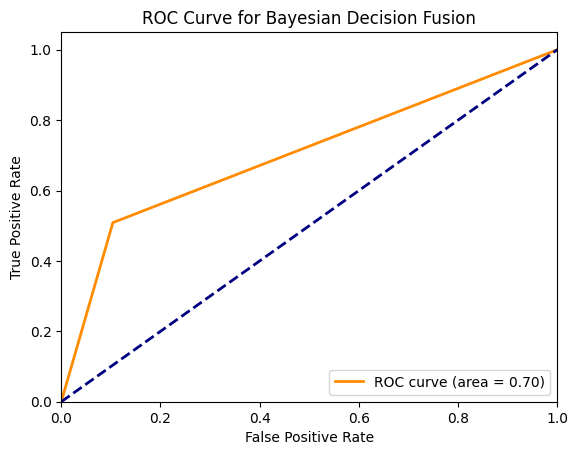 ROC Curve for Bayesian Decision Fusion
True Positive Rate
1.0
0.8
0.6
0.4
0.2
0.0
ROC curve (area = 0.70)
0.0 0.2 0.4 0.6 0.8 1.0
False Positive Rate